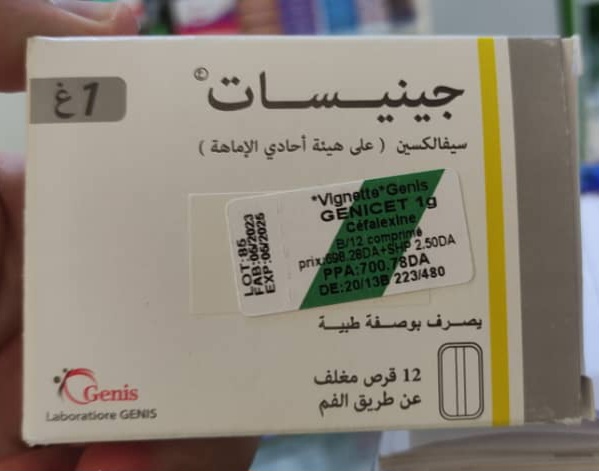 جينيسات©
1 غ
سيفالكسين ( على هيئة أحادي الإماهة )
*Vignette*Genis
GENICET 1g
Céfalexine
B/12 comprimé
prix:698.28DA+SHP 2.50DA
PPA:700.78DA
DE:20/13B 223/480
LOT:85
FAB:06/2023
EXP:06/2025
يصرف بوصفة طبية
12 قرص مغلف
عن طريق الفم
Genis
Laboratiore GENIS